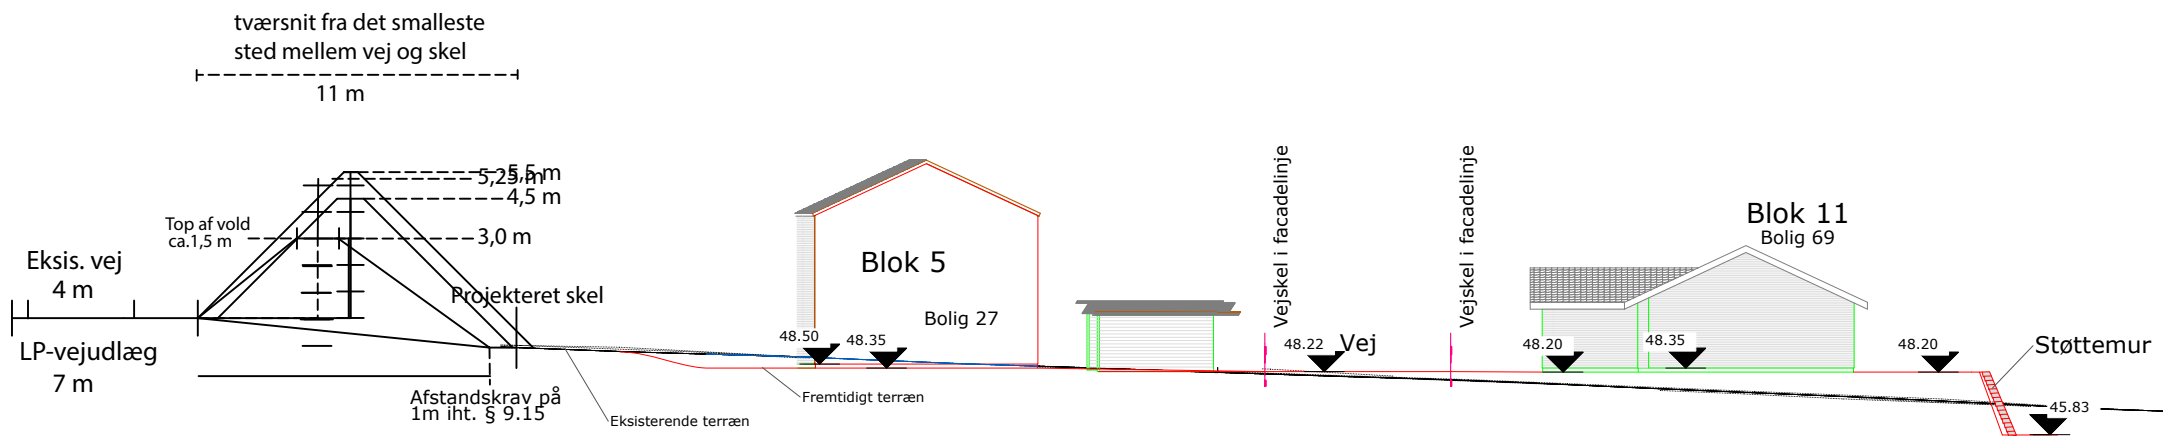 tværsnit fra det smalleste
sted mellem vej og skel
11 m
5,5 m
5,25 m
4,5 m
Top af vold
ca.1,5 m
3,0 m
Eksis. vej
4 m
LP-vejudlæg
7 m
Projekteret skel
Afstandskrav på
1m iht. § 9.15
Eksisterende terræn
Fremtidigt terræn
Blok 5
Bolig 27
48.50
48.35
Vejskel i facadelinje
48.22
Vej
Vejskel i facadelinje
Blok 11
Bolig 69
48.20
48.35
48.20
Støttemur
45.83